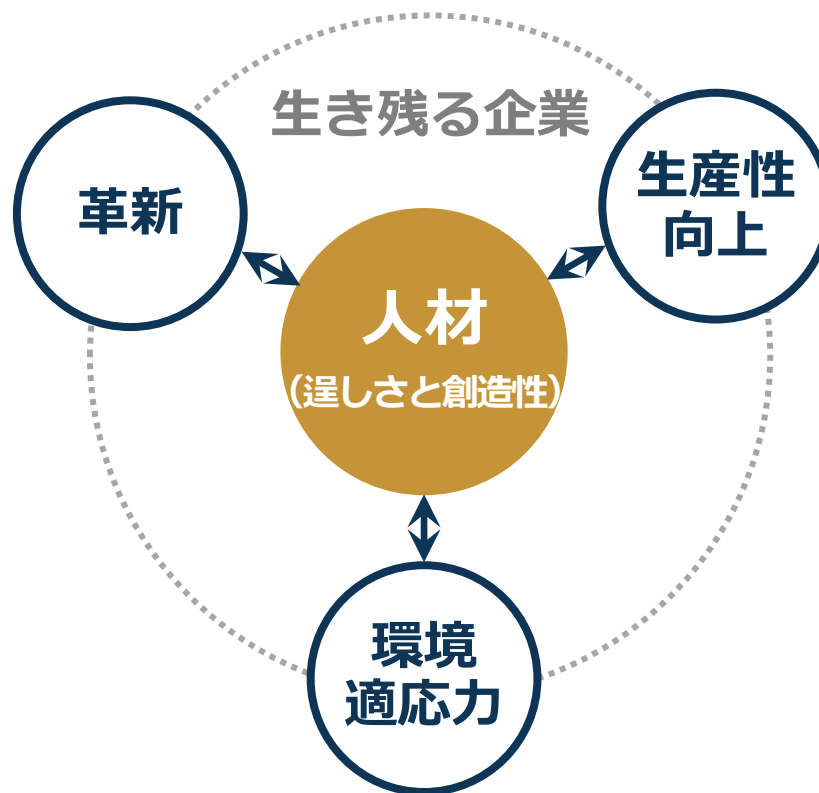 生き残る企業
革新
生産性
向上
人材
（逞しさと創造性）
環境
適応力